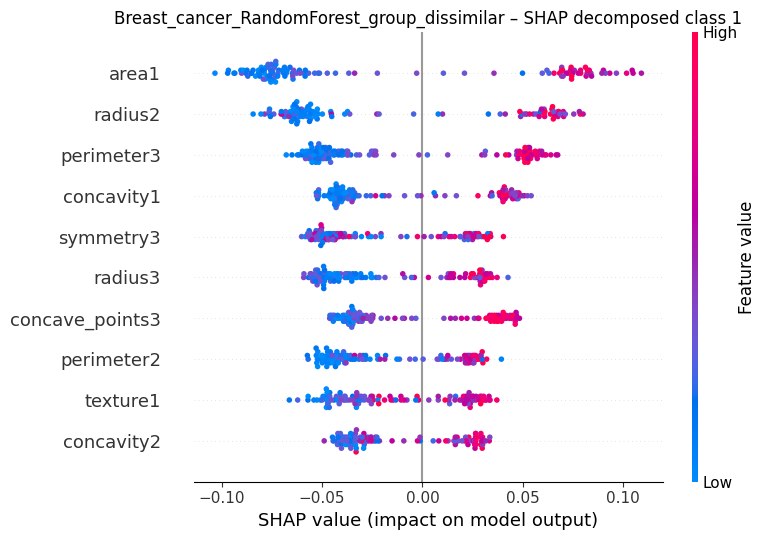 Breast_cancer_RandomForest_group_dissimilar – SHAP decomposed class 1
High
area1
radius2
perimeter3
concavity1
symmetry3
radius3
concave_points3
perimeter2
texture1
concavity2
Feature value
Low
−0.10 −0.05 0.00 0.05 0.10
SHAP value (impact on model output)